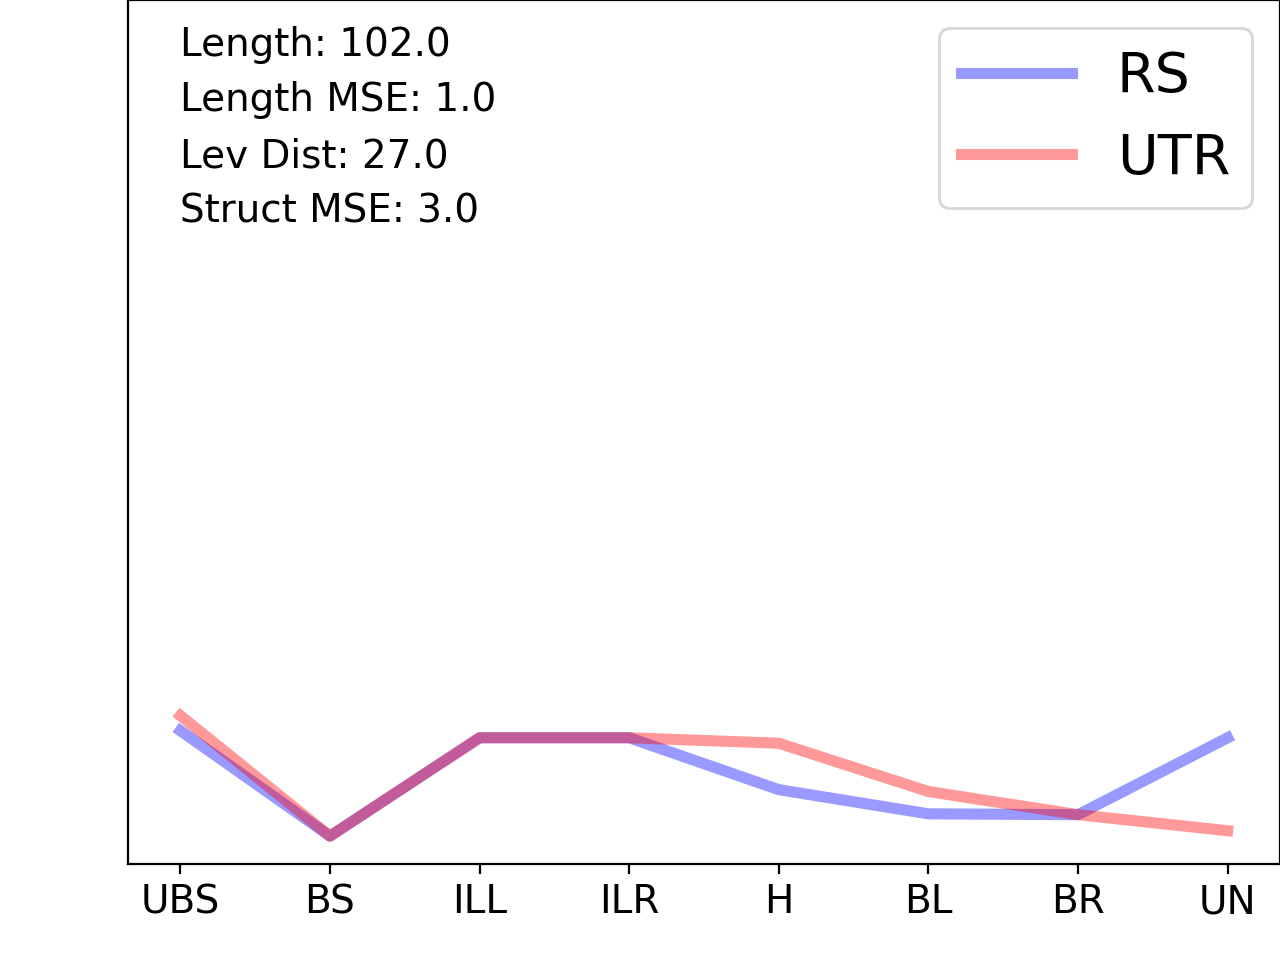 Length: 102.0
Length MSE: 1.0
Lev Dist: 27.0
Struct MSE: 3.0
RS
UTR
UBS BS ILL ILR H BL BR UN